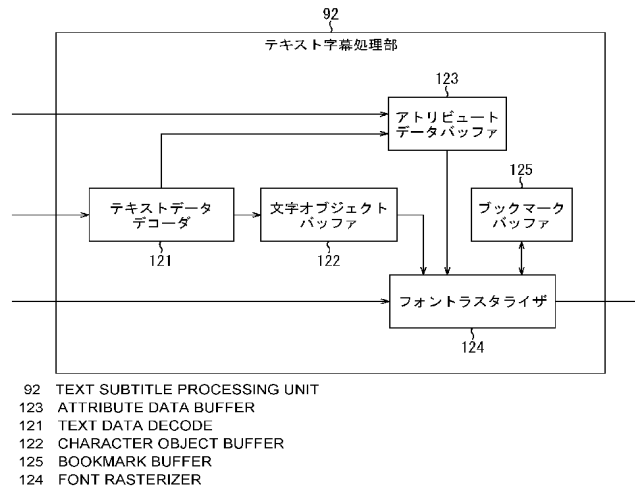 92
テキスト字幕処理部
123
アトリビュート
データバッファ
125
テキストデータ
デコーダ
文字オブジェクト
バッファ
ブックマーク
バッファ
121
122
フォントラスタライザ
124
92 TEXT SUBTITLE PROCESSING UNIT
123 ATTRIBUTE DATA BUFFER
121 TEXT DATA DECODE
122 CHARACTER OBJECT BUFFER
125 BOOKMARK BUFFER
124 FONT RASTERIZER